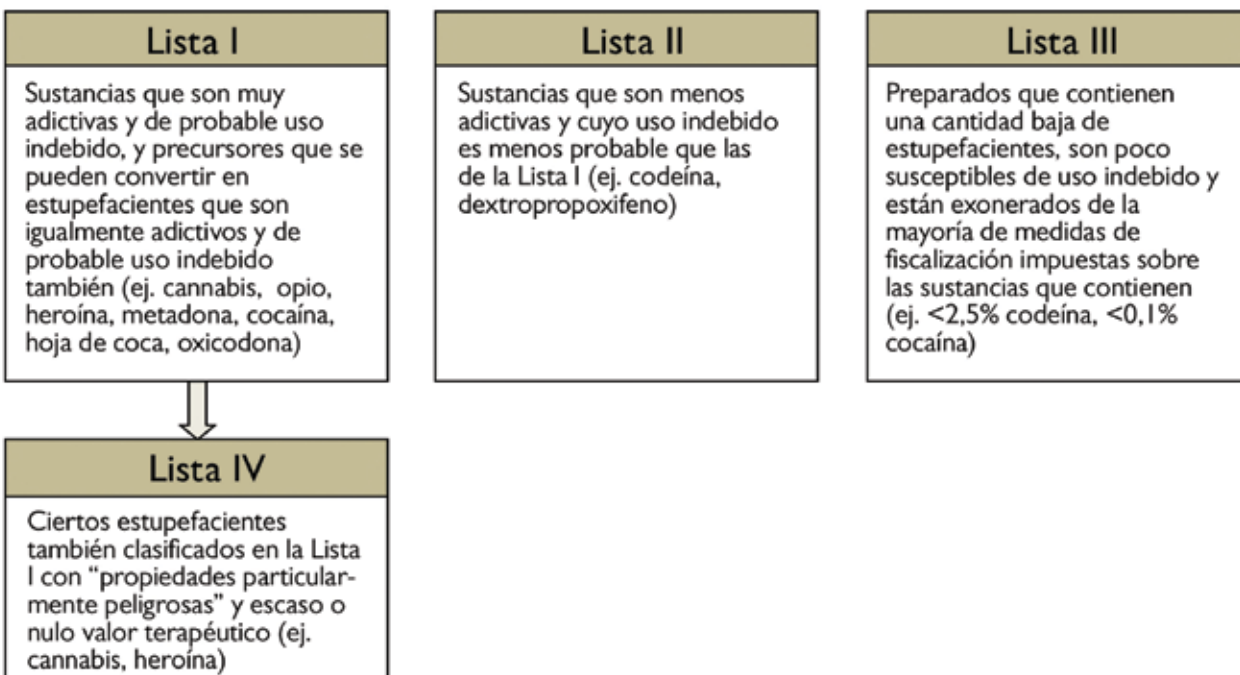 Lista I
Sustancias que son muy
adictivas y de probable uso
indebido, y precursores que se
pueden convertir en
estupefacientes que son
igualmente adictivos y de
probable uso indebido
también (ej. cannabis, opio,
heroína, metadona, cocaína,
hoja de coca, oxicodona)
Lista II
Sustancias que son menos
adictivas y cuyo uso indebido
es menos probable que las
de la Lista I (ej. codeína,
dextropropoxifeno)
Lista III
Preparados que contienen
una cantidad baja de
estupefacientes, son poco
susceptibles de uso indebido y
están exonerados de la
mayoría de medidas de
fiscalización impuestas sobre
las sustancias que contienen
(ej. <2,5% codeína, <0,1%
cocaína)
Lista IV
Ciertos estupefacientes
también clasificados en la Lista
I con “propiedades particular-
mente peligrosas” y escaso o
nulo valor terapéutico (ej.
cannabis, heroína)